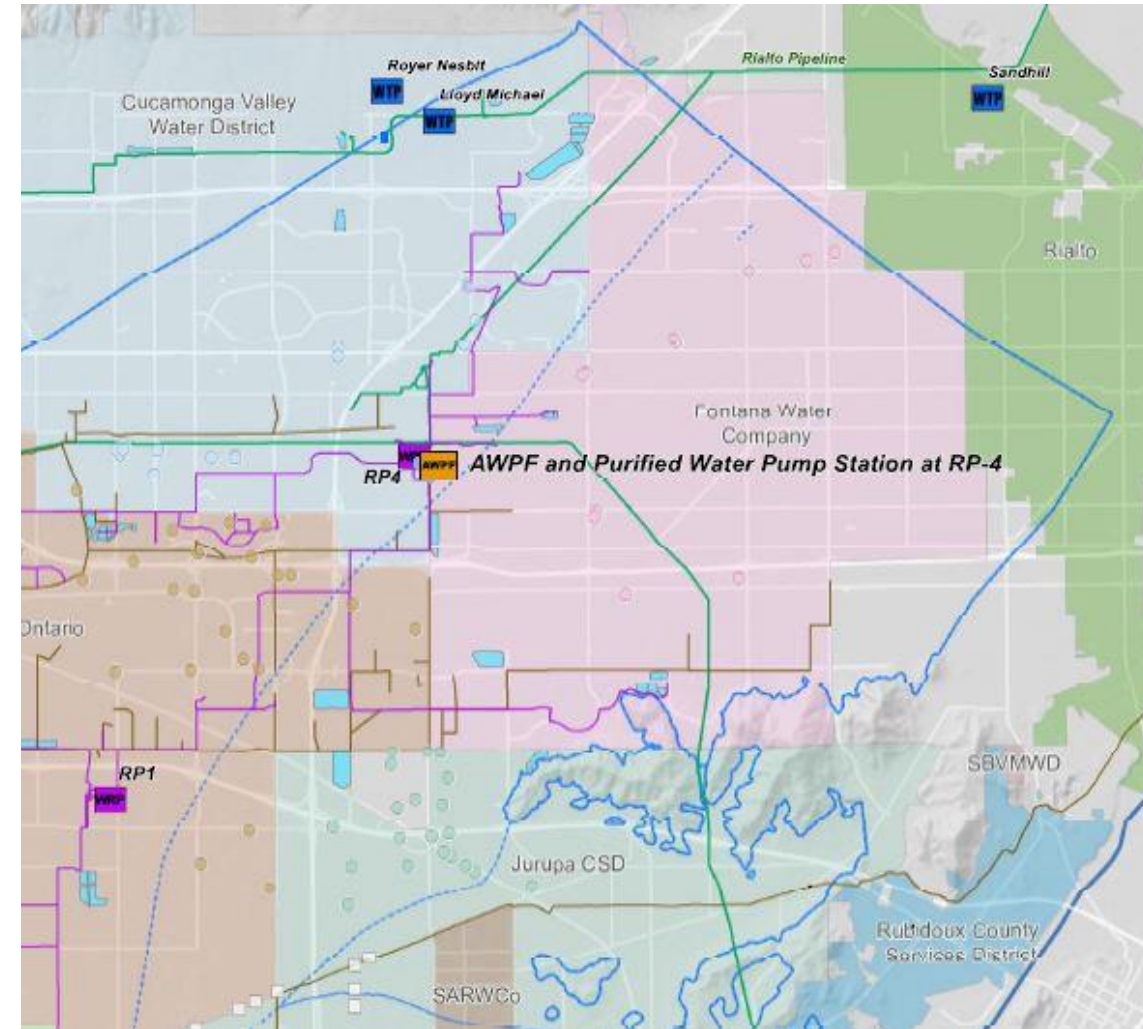 Royer Nesbit
WTP
Cucamonga Valley
Water District
Lloyd Michael
WTP
Rialto Pipeline
Sandhill
WTP
Rialto
Fontana Water
Company
RP4
AWPF
AWPF and Purified Water Pump Station at RP-4
Ontario
RP1
WRP
SBVMWD
Jurupa CSD
Rubidoux County
Services District
SARWCo